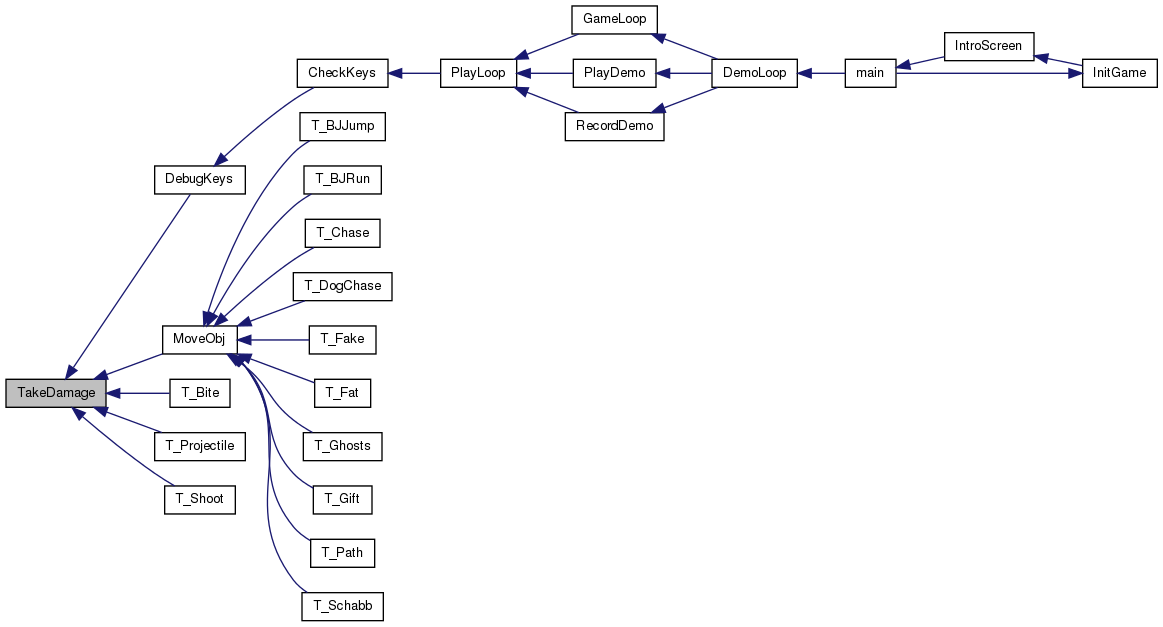 GameLoop
IntroScreen
CheckKeys
PlayLoop
PlayDemo
DemoLoop
main
InitGame
T_BJJump
RecordDemo
DebugKeys
T_BJRun
T_Chase
T_DogChase
MoveObj
T_Fake
TakeDamage
T_Bite
T_Fat
T_Projectile
T_Ghosts
T_Shoot
T_Gift
T_Path
T_Schabb